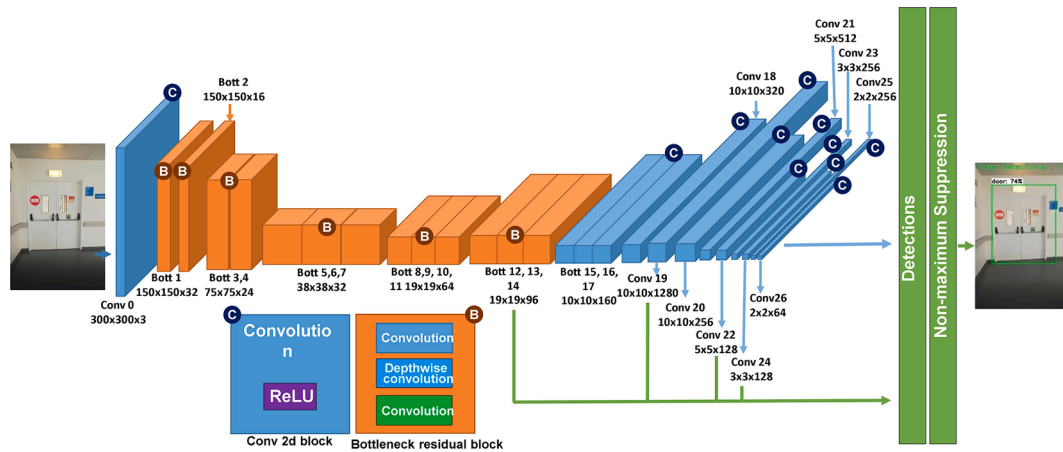 Conv 21
5x5x512
Conv 23
3x3x256
Conv25
2x2x256
Conv 18
10x10x320
Bott 2
150x150x16
C
C
C
C
C
C
C
C
C
C
B
B
B
B
B
B
door: 74%
Conv 0
300x300x3
Bott 1
150x150x32
Bott 3,4
75x75x24
Bott 5,6,7
38x38x32
Bott 8,9, 10,
11 19x19x64
Bott 12, 13,
14
19x19x96
Bott 15, 16,
17
10x10x160
Conv 19
10x10x1280
Conv 20
10x10x256
Conv 22
5x5x128
Conv 24
3x3x128
Conv26
2x2x64
Detections
Non-maximum Suppression
C
Convolutio
n
ReLU
Conv 2d block
B
Convolution
Depthwise
convolution
Convolution
Bottleneck residual block